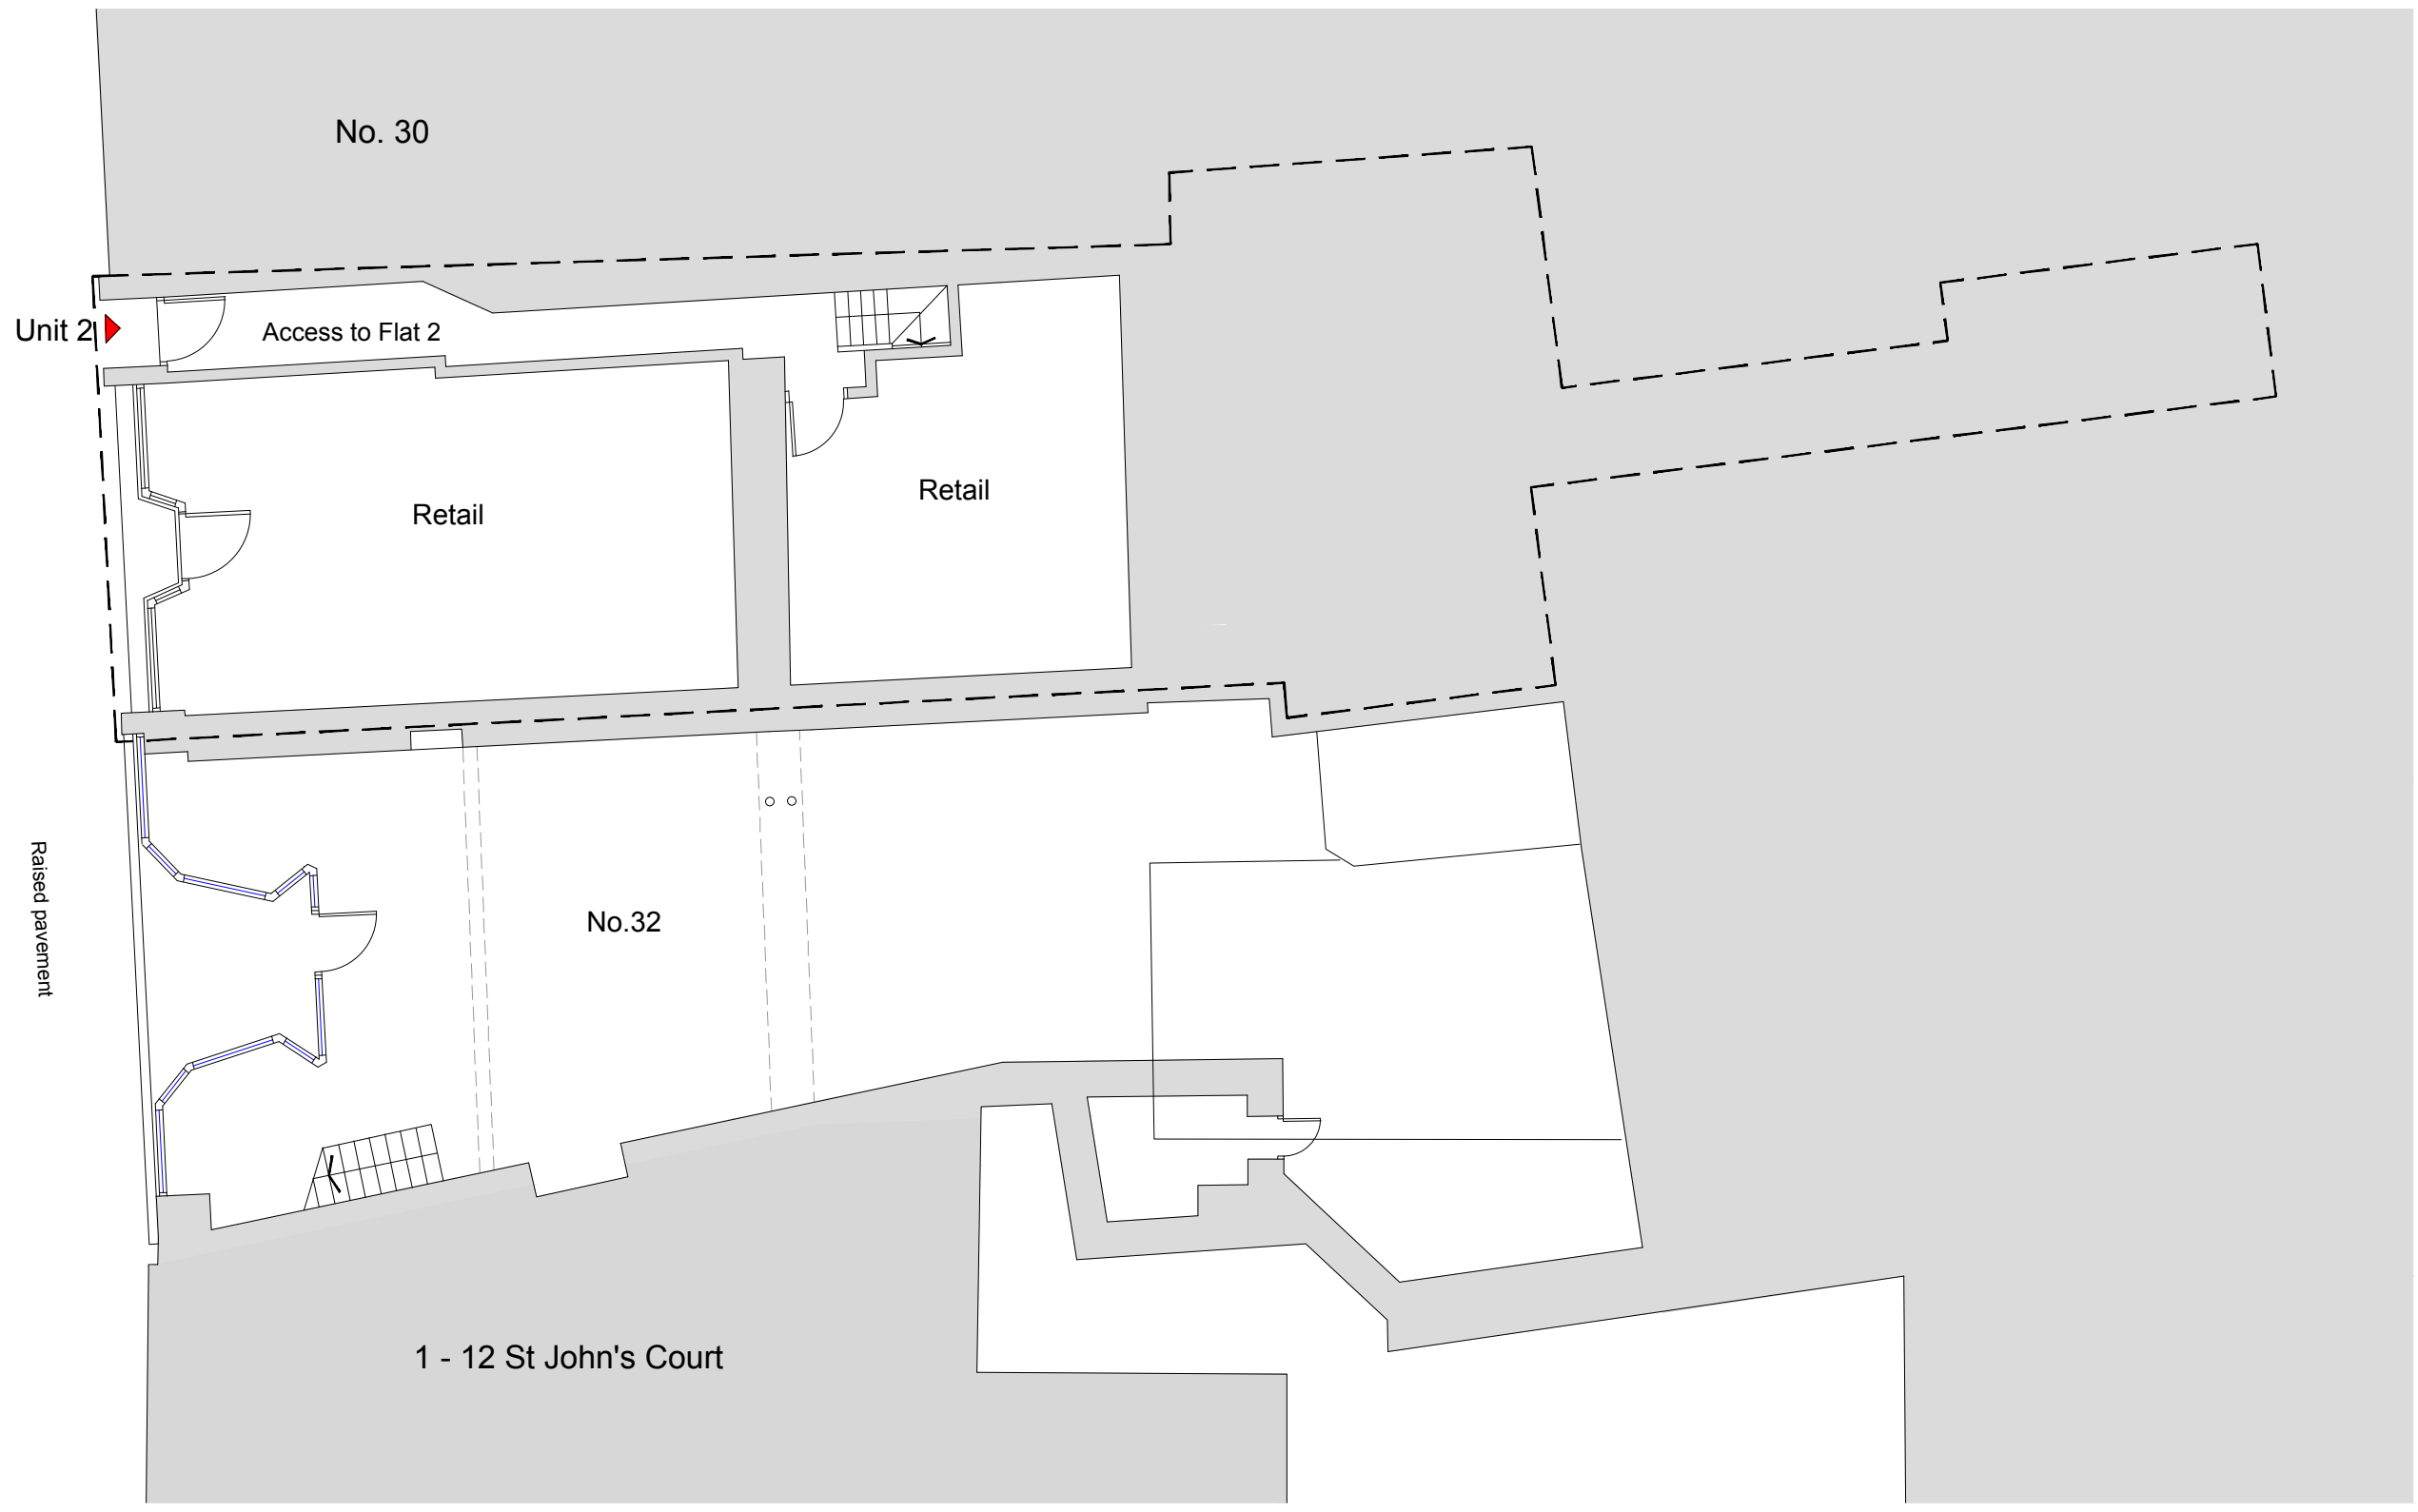 No. 30
Unit 2
Access to Flat 2
Retail
Retail
No.32
Raised pavement
1 - 12 St John's Court